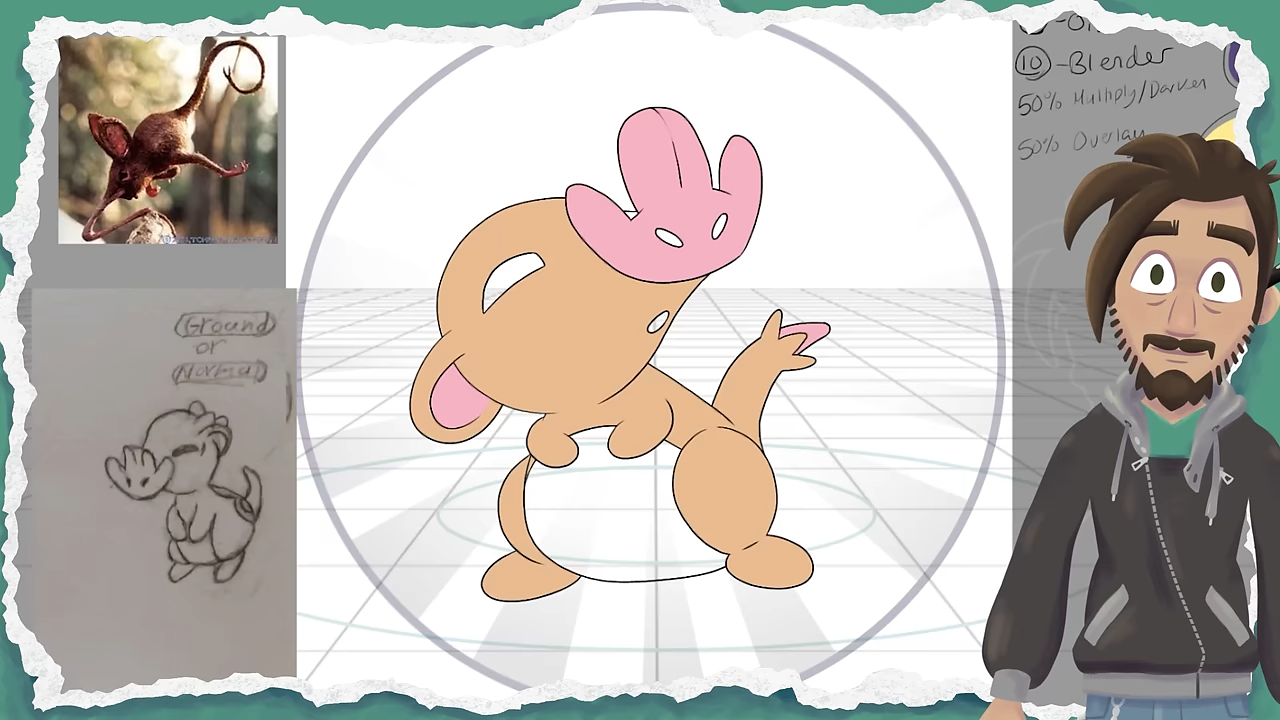 Ground
or
Normal
10 -Blender
50% Multiply/Darken
50% Overlay